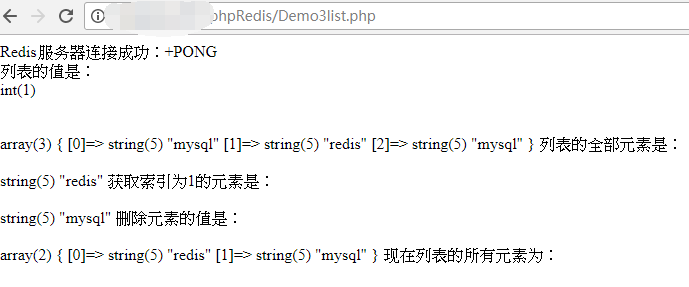 phpRedis/Demo3list.php
Redis服务器连接成功：+PONG
列表的值是：
int(1)
array(3) { [0]=> string(5) "mysql" [1]=> string(5) "redis" [2]=> string(5) "mysql" } 列表的全部元素是：
string(5) "redis" 获取索引为1的元素是：
string(5) "mysql" 删除元素的值是：
array(2) { [0]=> string(5) "redis" [1]=> string(5) "mysql" } 现在列表的所有元素为：